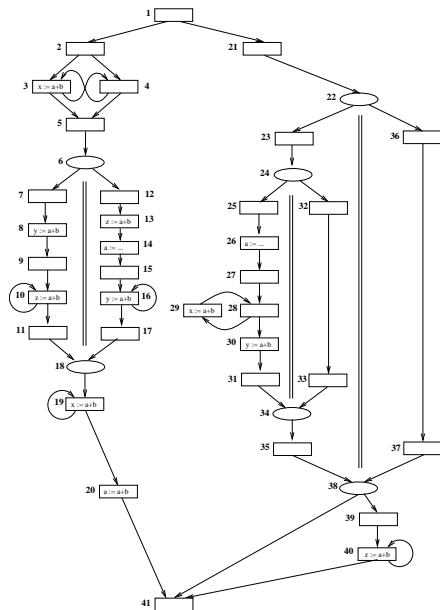 1
2
21
3 x := a+b
4
22
5
23
36
6
24
7
12
25
32
8 y := a+b
13 z := a+b
26 a := ...
14 a := ...
9
15
27
10 z := a+b
y := a+b 16
29 x := a+b
28
11
17
30 y := a+b
18
31
33
19 x := a+b
34
35
37
20 a := a+b
38
39
40 z := a+b
41